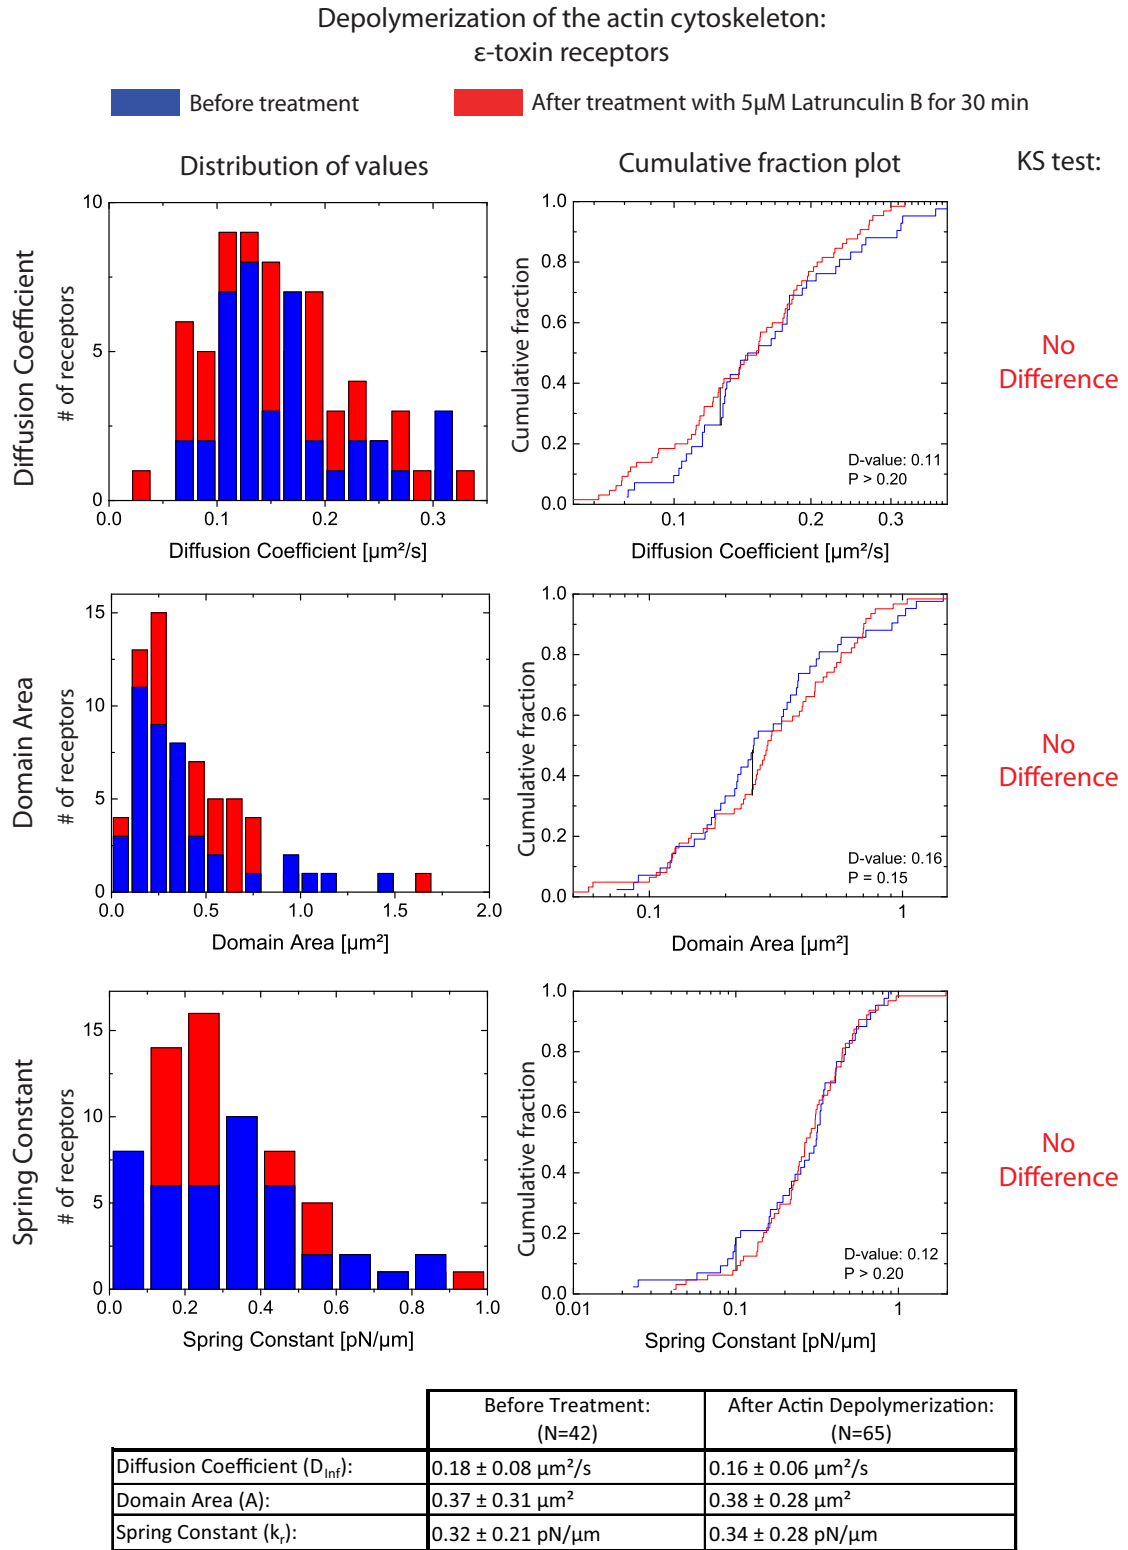 Depolymerization of the actin cytoskeleton:
ε-toxin receptors
Before treatment
After treatment with 5µM Latrunculin B for 30 min
Distribution of values
Cumulative fraction plot
KS test:
Diffusion Coefficient
# of receptors
10
5
0
0.0 0.1 0.2 0.3
Diffusion Coefficient [µm²/s]
Cumulative fraction
1.0
0.8
0.6
0.4
0.2
0.0
D-value: 0.11
P > 0.20
0.1 0.2 0.3
Diffusion Coefficient [µm²/s]
No
Difference
Domain Area
# of receptors
15
10
5
0
0.0 0.5 1.0 1.5 2.0
Domain Area [µm²]
Cumulative fraction
1.0
0.8
0.6
0.4
0.2
0.0
D-value: 0.16
P = 0.15
0.1 1
Domain Area [µm²]
No
Difference
Spring Constant
# of receptors
15
10
5
0
0.0 0.2 0.4 0.6 0.8 1.0
Spring Constant [pN/µm]
Cumulative fraction
1.0
0.8
0.6
0.4
0.2
0.0
D-value: 0.12
P > 0.20
0.01 0.1 1
Spring Constant [pN/µm]
No
Difference
Before Treatment:
(N=42)
After Actin Depolymerization:
(N=65)
Diffusion Coefficient (D_Inf): 0.18 ± 0.08 µm²/s 0.16 ± 0.06 µm²/s
Domain Area (A): 0.37 ± 0.31 µm² 0.38 ± 0.28 µm²
Spring Constant (k_r): 0.32 ± 0.21 pN/µm 0.34 ± 0.28 pN/µm